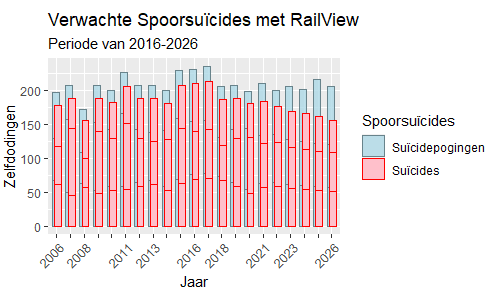 Verwachte Spoorsuïcides met RailView
Periode van 2016-2026
Zelfdodingen
200
150
100
50
0
2006
2008
2011
2013
2016
2018
2021
2023
2026
Jaar
Spoorsuïcides
Suïcidepogingen
Suïcides